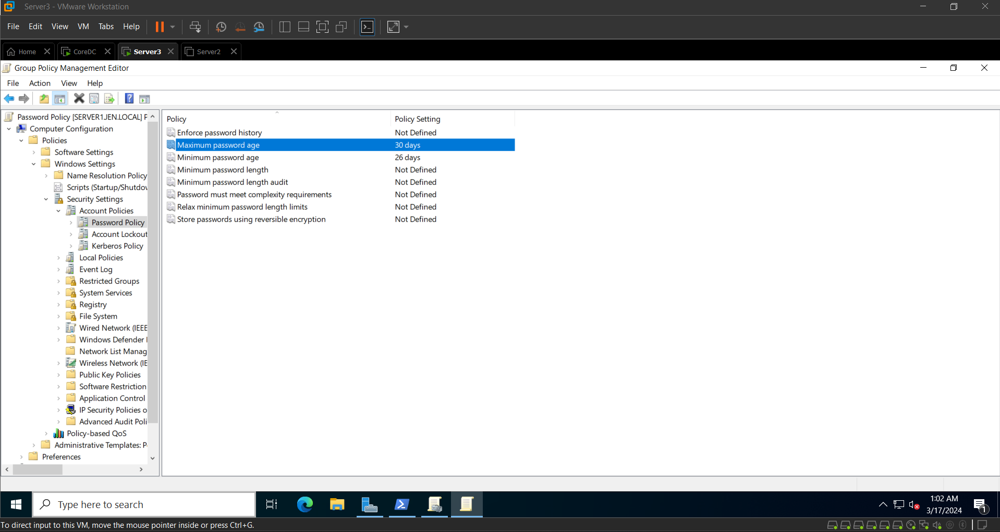 Server3 - VMware Workstation
File Edit View VM Tabs Help
Home CoreDC Server3 Server2
Group Policy Management Editor
File Action View Help
Password Policy [SERVER1.JEN.LOCAL] P
Computer Configuration
Policies
Software Settings
Windows Settings
Name Resolution Policy
Scripts (Startup/Shutdov
Security Settings
Account Policies
Password Policy
Account Lockout
Kerberos Policy
Local Policies
Event Log
Restricted Groups
System Services
Registry
File System
Wired Network (IEEE
Windows Defender
Network List Manag
Wireless Network (IE
Public Key Policies
Software Restriction
Application Control
IP Security Policies o
Advanced Audit Poli
Policy-based QoS
Administrative Templates: P
Preferences
Policy Policy Setting
Enforce password history Not Defined
Maximum password age 30 days
Minimum password age 26 days
Minimum password length Not Defined
Minimum password length audit Not Defined
Password must meet complexity requirements Not Defined
Relax minimum password length limits Not Defined
Store passwords using reversible encryption Not Defined
Type here to search
1:02 AM
3/17/2024
1
To direct input to this VM, move the mouse pointer inside or press Ctrl+G.